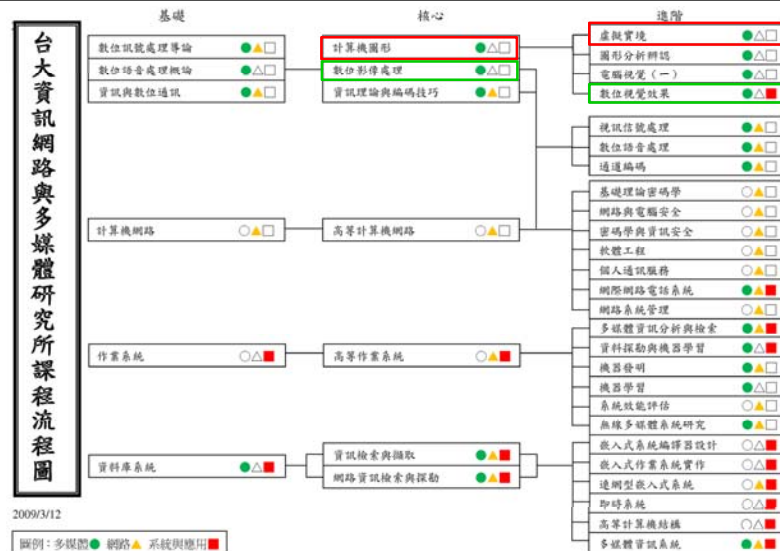 台大資訊網路與多媒體研究所課程流程圖
基礎
核心
進階
數位訊號處理導論 ●▲□
數位語音處理概論 ●△□
資訊與數位通訊 ●▲□
計算機圖形 ●△□
數位影像處理 ●△□
資訊理論與編碼技巧 ●▲□
虛擬實境 ●△□
圖形分析辨認 ●△□
電腦視覺（一） ●△□
數位視覺效果 ●△■
視訊信號處理 ●▲□
數位語音處理 ●▲□
通道編碼 ●▲□
計算機網路 ○▲□
高等計算機網路 ○▲□
基礎理論密碼學 ○▲□
網路與電腦安全 ○▲□
密碼學與資訊安全 ○▲□
軟體工程 ○▲□
個人通訊服務 ○▲□
網際網路電話系統 ●▲■
網路系統管理 ○▲□
作業系統 ○△■
高等作業系統 ○▲■
多媒體資訊分析與檢索 ●▲■
資料探勘與機器學習 ●△■
機器發明 ●▲□
機器學習 ●△□
系統效能評估 ○▲□
無線多媒體系統研究 ●▲□
資料庫系統 ●△■
資訊檢索與擷取 ●▲■
網路資訊檢索與探勘 ●▲■
嵌入式系統編譯器設計 ○△■
嵌入式作業系統實作 ○△■
連網型嵌入式系統 ○▲■
即時系統 ○△■
高等計算機結構 ○△■
多媒體資訊系統 ●▲■
2009/3/12
圖例：多媒體● 網路▲ 系統與應用■